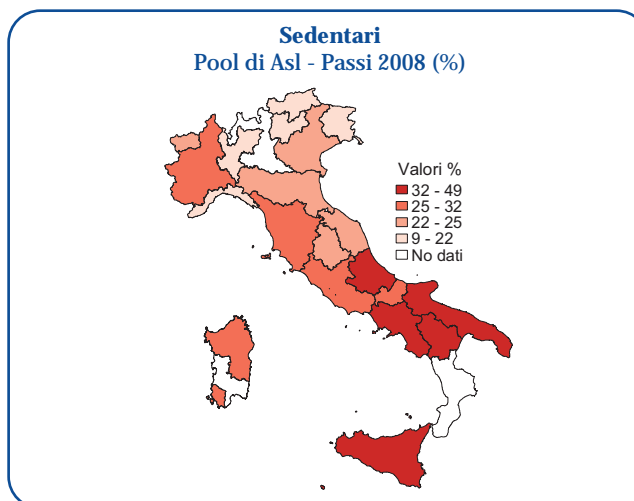 Sedentari
Pool di Asl - Passi 2008 (%)
Valori %
32 - 49
25 - 32
22 - 25
9 - 22
No dati